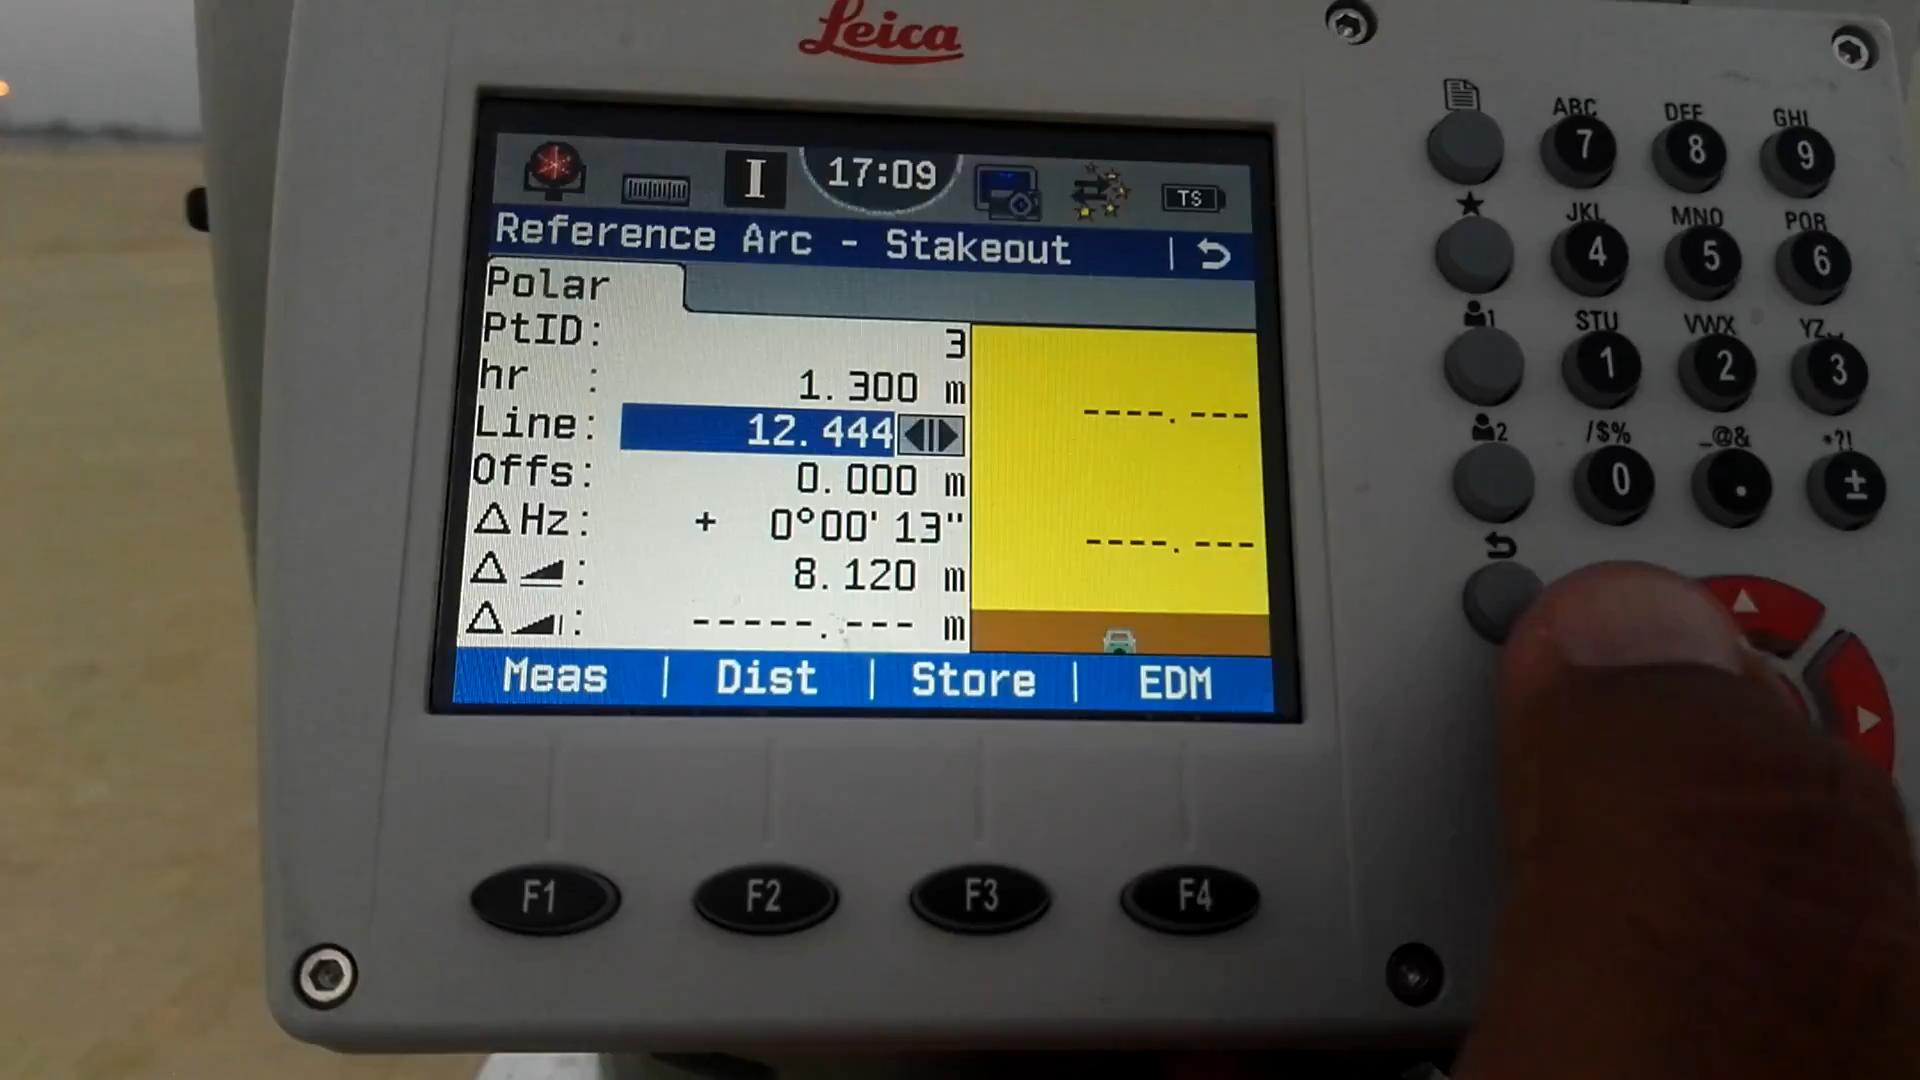 Leica
I 17:09 TS
Reference Arc - Stakeout
Polar
PtID: 3
hr : 1.300 m
Line: 12.444
Offs: 0.000 m
Δ Hz: + 0°00'13"
Δ : 8.120 m
Δ : -----.--- m
----.---
----.---
Meas | Dist | Store | EDM
F1 F2 F3 F4
ABC DEF GHI
7 8 9
JKL MNO PQR
4 5 6
1 STU VWX YZ
1 2 3
2 /$% _@& *?!
0 . ±